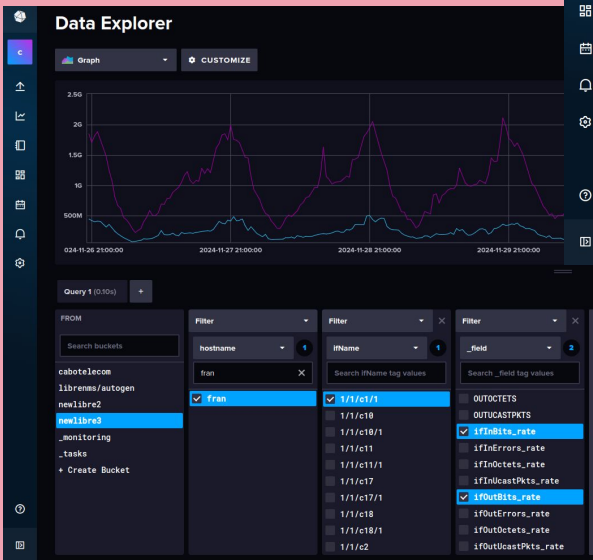 Data Explorer
C
Graph
CUSTOMIZE
2.5G
2G
1.5G
1G
500M
024-11-26 21:00:00
2024-11-27 21:00:00
2024-11-28 21:00:00
2024-11-29 21:00:00
Query 1 (0.10s)
+
FROM
Search buckets
cabotelecom
librenms/autogen
newlibre2
newlibre3
_monitoring
_tasks
+ Create Bucket
Filter
hostname
1
fran
X
fran
Filter
X
ifName
1
Search ifName tag values
1/1/c1/1
1/1/c10
1/1/c10/1
1/1/c11
1/1/c11/1
1/1/c17
1/1/c17/1
1/1/c18
1/1/c18/1
1/1/c2
Filter
X
_field
2
Search _field tag values
OUTOCTETS
OUTUCASTPKTS
ifInBits_rate
ifInErrors_rate
ifInOctets_rate
ifInUcastPkts_rate
ifOutBits_rate
ifOutErrors_rate
ifOutOctets_rate
ifOutUcastPkts_rate